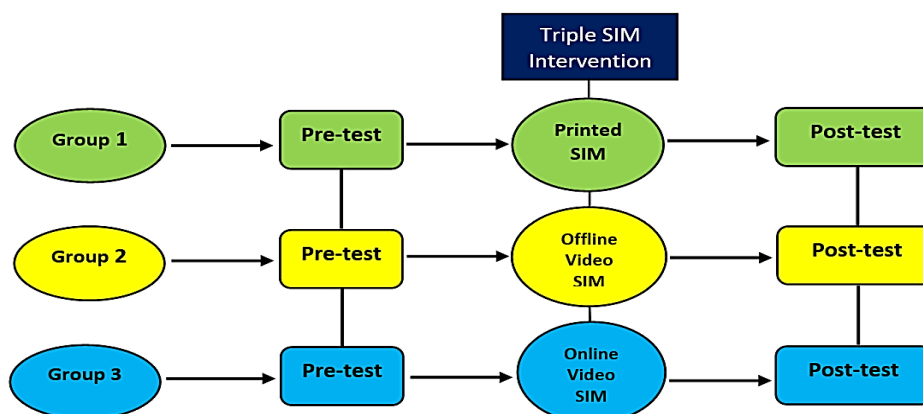 Triple SIM
Intervention
Group 1
Pre-test
Printed
SIM
Post-test
Group 2
Pre-test
Offline
Video
SIM
Post-test
Group 3
Pre-test
Online
Video
SIM
Post-test